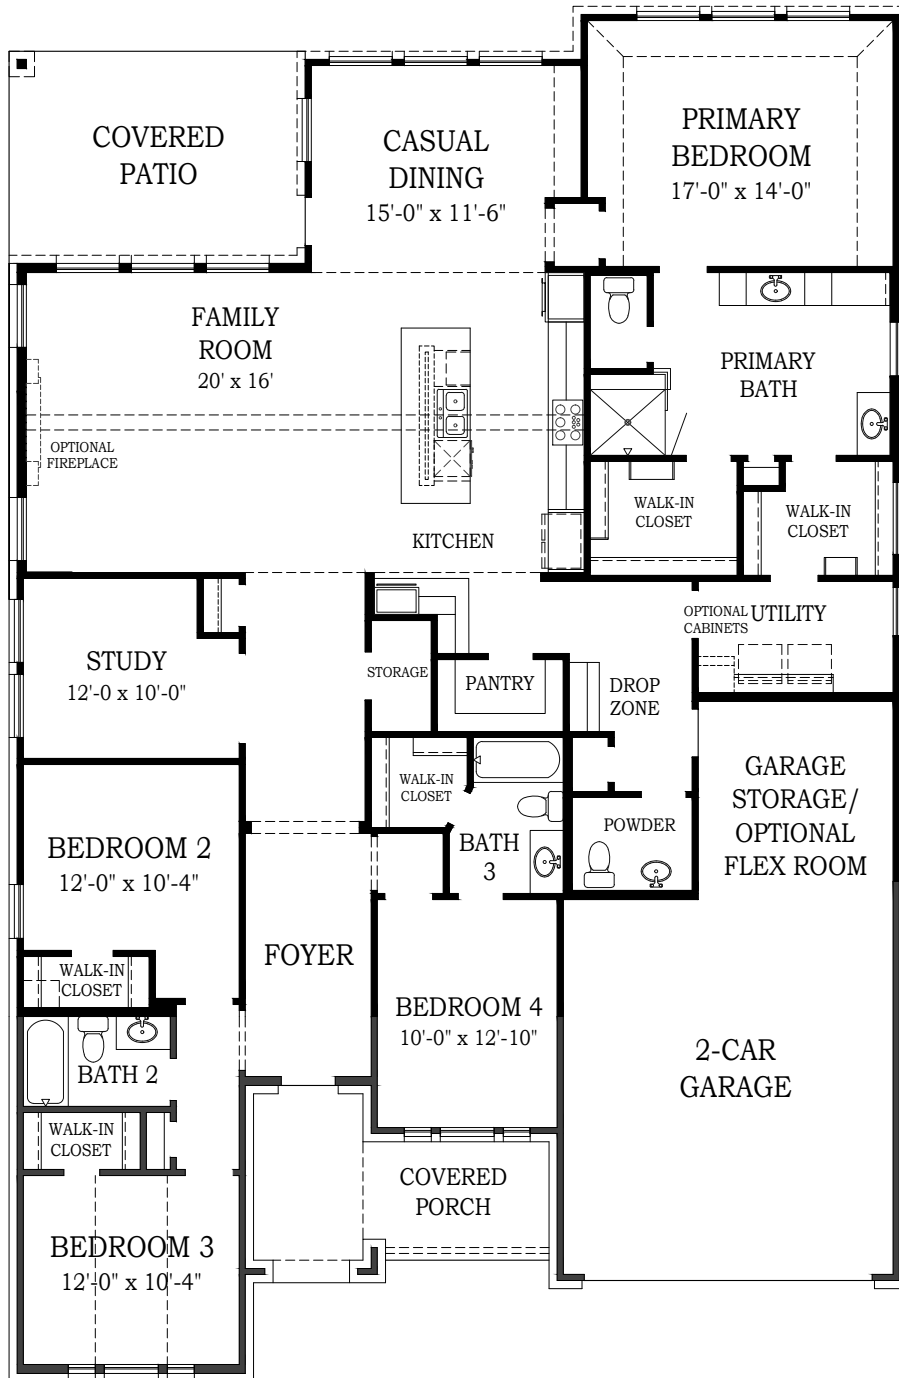 COVERED
PATIO
CASUAL
DINING
15'-0" x 11'-6"
PRIMARY
BEDROOM
17'-0" x 14'-0"
FAMILY
ROOM
20' x 16'
OPTIONAL
FIREPLACE
KITCHEN
PRIMARY
BATH
WALK-IN
CLOSET
WALK-IN
CLOSET
STUDY
12'-0 x 10'-0"
STORAGE
PANTRY
DROP
ZONE
OPTIONAL
CABINETS
UTILITY
GARAGE
STORAGE/
OPTIONAL
FLEX ROOM
WALK-IN
CLOSET
BATH
3
POWDER
BEDROOM 2
12'-0" x 10'-4"
WALK-IN
CLOSET
FOYER
BEDROOM 4
10'-0" x 12'-10"
2-CAR
GARAGE
BATH 2
WALK-IN
CLOSET
COVERED
PORCH
BEDROOM 3
12'-0" x 10'-4"